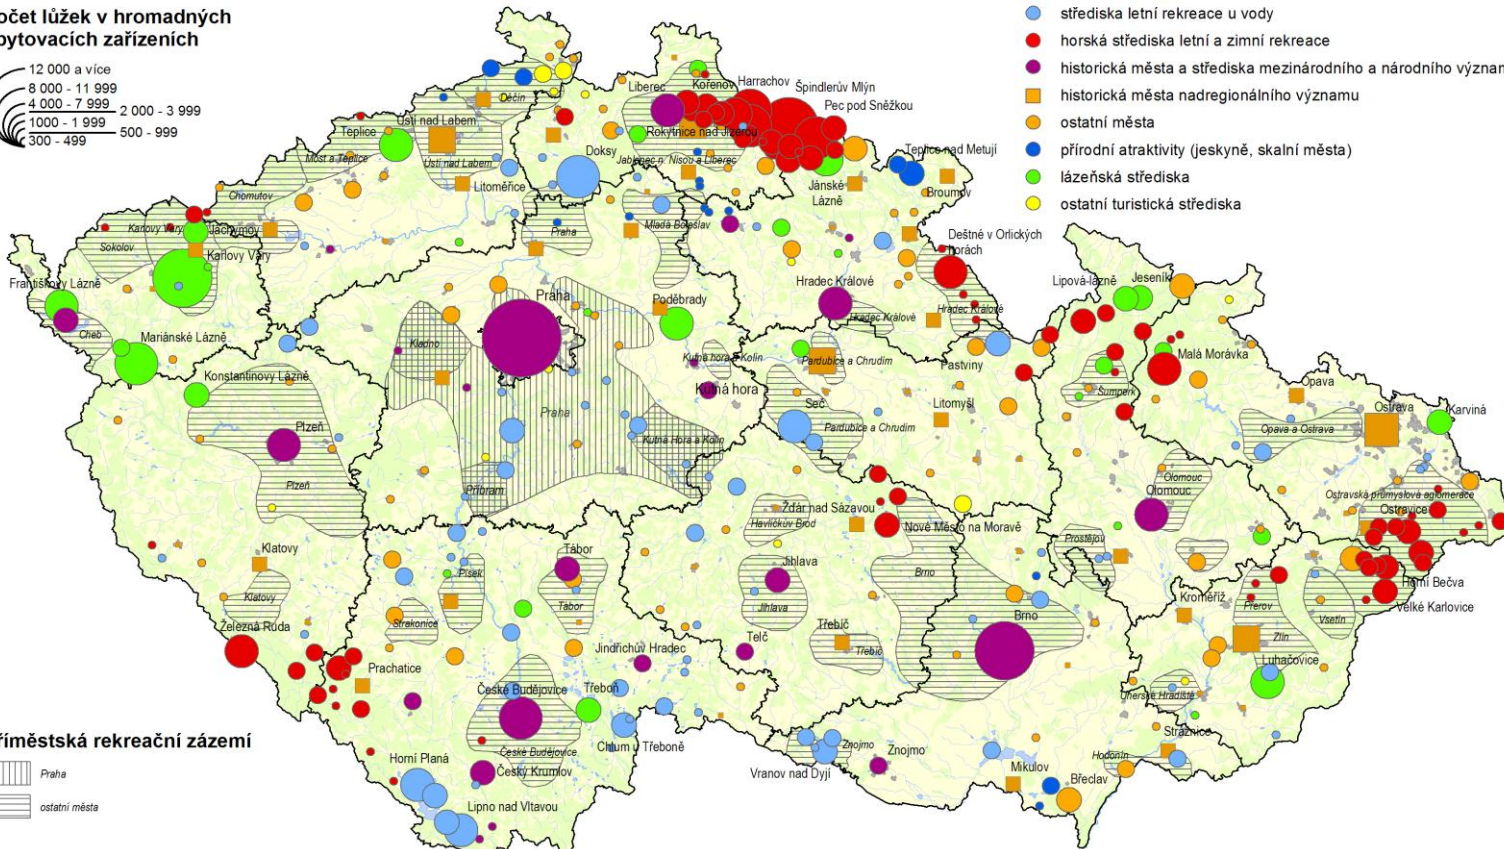 očet lůžek v hromadných
bytovacích zařízeních
12 000 a více
8 000 - 11 999
4 000 - 7 999
2 000 - 3 999
1000 - 1 999
500 - 999
300 - 499
střediska letní rekreace u vody
horská střediska letní a zimní rekreace
historická města a střediska mezinárodního a národního význam
historická města nadregionálního významu
ostatní města
přírodní atraktivity (jeskyně, skalní města)
lázeňská střediska
ostatní turistická střediska
Děčín
Ústí nad Labem
Teplice
Most a Teplice
Ústí nad Labem
Litoměřice
Chomutov
Liberec
Kořenov
Harrachov
Špindlerův Mlýn
Pec pod Sněžkou
Rokytnice nad Jizerou
Doksy
Jablonec n. Nisou a Liberec
Jánské
Lázně
Teplice nad Metují
Broumov
Karlovy Vary
Jáchymov
Sokolov
Karlovy Vary
Františkovy Lázně
Cheb
Mariánské Lázně
Konstantinovy Lázně
Praha
Mladá Boleslav
Praha
Poděbrady
Kladno
Kutná hora a Kolín
Kutná hora
Praha
Kutná Hora a Kolín
Příbram
Deštné v Orlických
horách
Hradec Králové
Hradec Králové
Hradec Králové
Pardubice a Chrudim
Pastviny
Litomyšl
Seč
Pardubice a Chrudim
Lipová-lázně
Jeseník
Malá Morávka
Šumperk
Opava
Ostrava
Karviná
Opava a Ostrava
Olomouc
Olomouc
Ostravská průmyslová aglomerace
Ostravice
Plzeň
Plzeň
Klatovy
Klatovy
Železná Ruda
Prachatice
Písek
Strakonice
Tábor
Tábor
Žďár nad Sázavou
Havlíčkův Brod
Nové Město na Moravě
Jihlava
Jihlava
Brno
Brno
Prostějov
Horní Bečva
Velké Karlovice
Kroměříž
Přerov
Vsetín
Zlín
Luhačovice
Uherské Hradiště
Strážnice
Hodonín
Třebíč
Třebíč
Telč
Jindřichův Hradec
České Budějovice
Třeboň
České Budějovice
Chlum u Třeboně
Český Krumlov
Horní Planá
Lipno nad Vltavou
Vranov nad Dyjí
Znojmo
Znojmo
Mikulov
Břeclav
říměstská rekreační zázemí
Praha
ostatní města